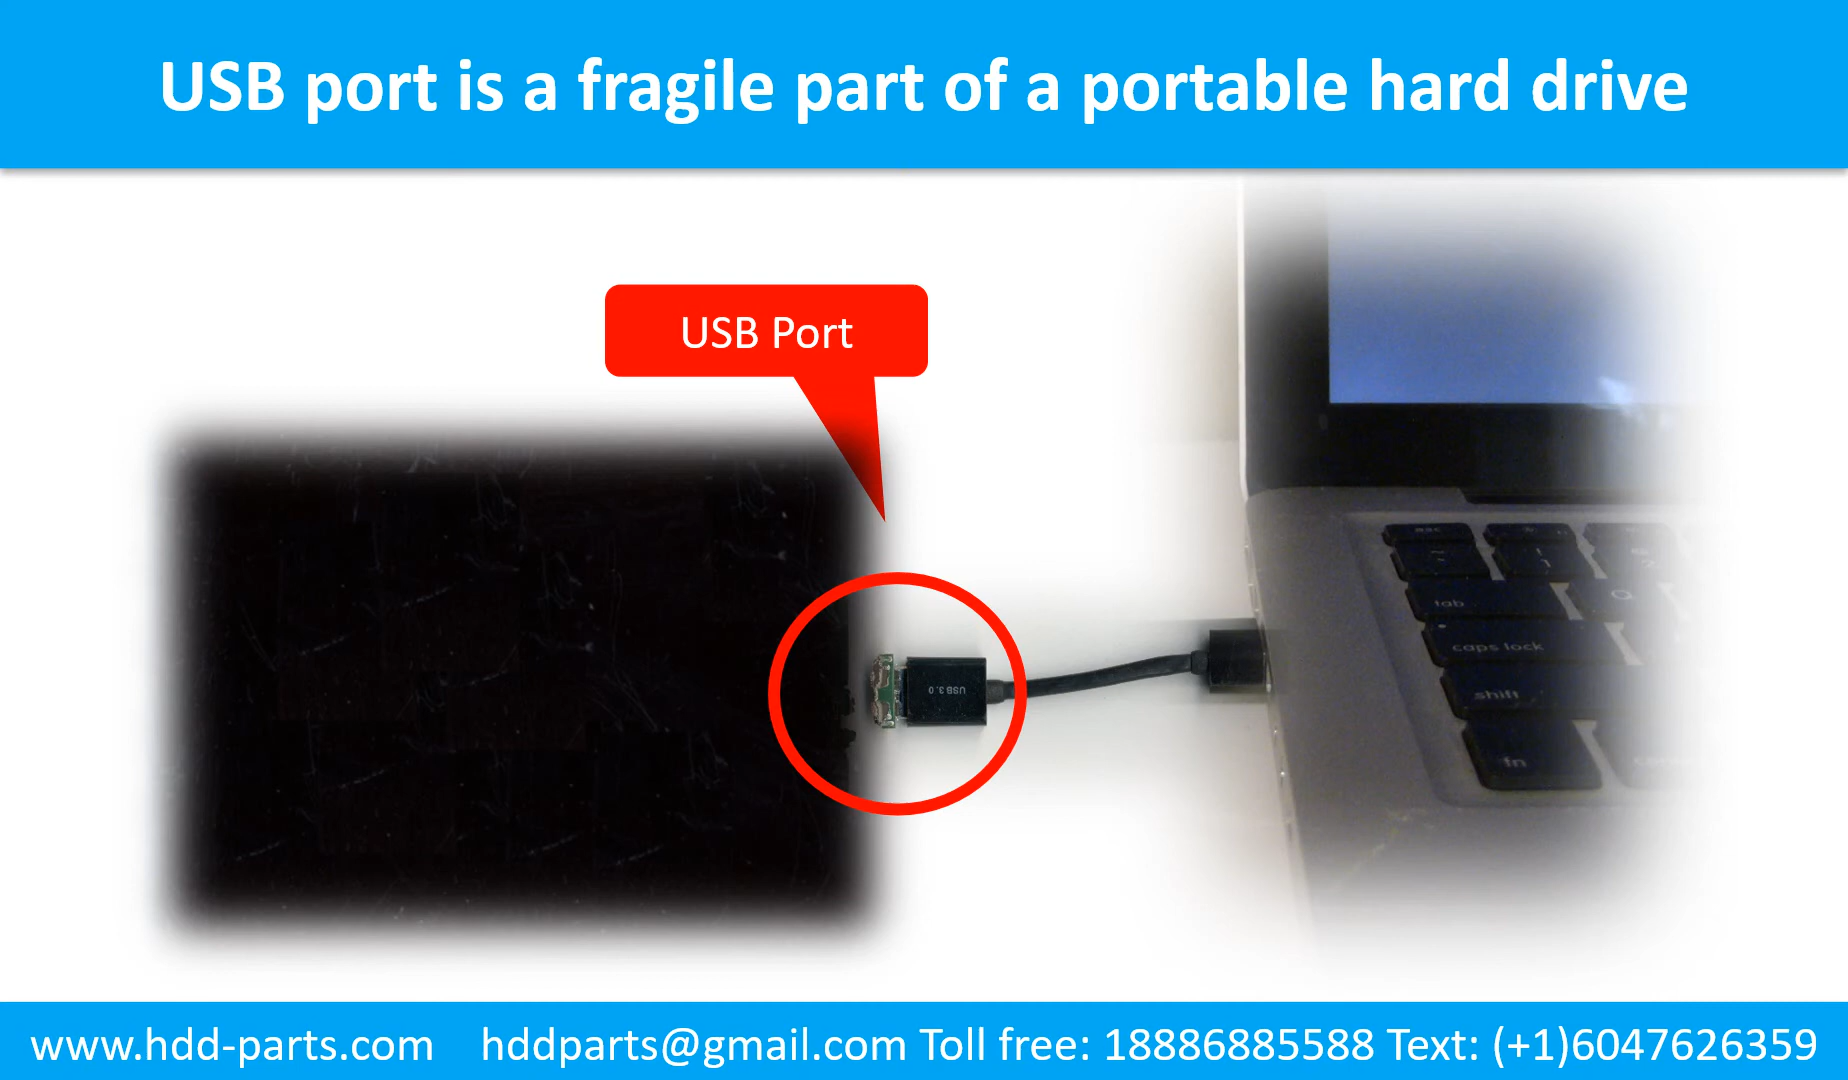 USB port is a fragile part of a portable hard drive
USB Port
USB 3.0
tab
caps lock
shift
fn
www.hdd-parts.com hddparts@gmail.com Toll free: 18886885588 Text: (+1)6047626359